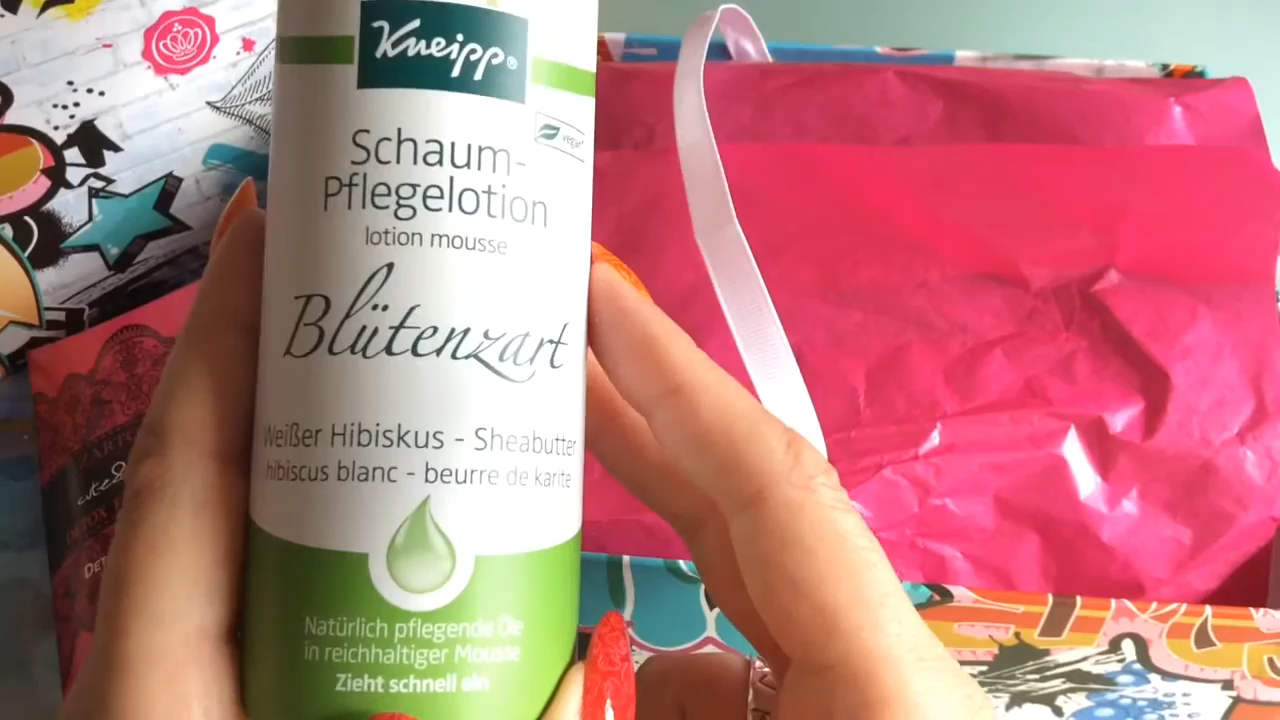 Kneipp®
vegan
Schaum-
Pflegelotion
lotion mousse
Blütenzart
Weißer Hibiskus - Sheabutter
hibiscus blanc - beurre de karité
Natürlich pflegende Öle
in reichhaltiger Mousse
Zieht schnell ein